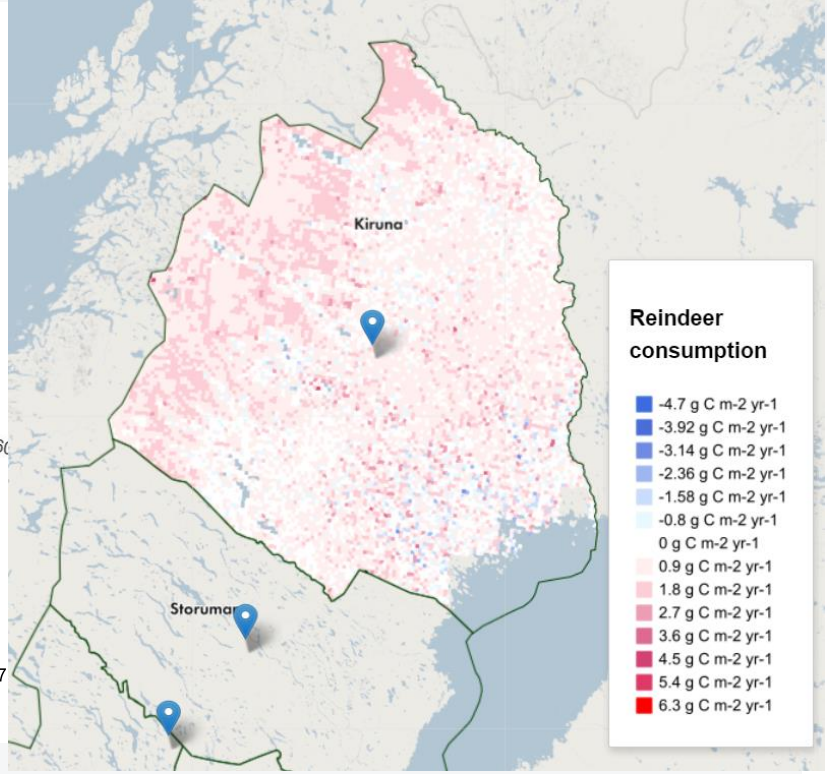 Kiruna
Reindeer
consumption
-4.7 g C m-2 yr-1
-3.92 g C m-2 yr-1
-3.14 g C m-2 yr-1
-2.36 g C m-2 yr-1
-1.58 g C m-2 yr-1
-0.8 g C m-2 yr-1
0 g C m-2 yr-1
0.9 g C m-2 yr-1
1.8 g C m-2 yr-1
2.7 g C m-2 yr-1
3.6 g C m-2 yr-1
4.5 g C m-2 yr-1
5.4 g C m-2 yr-1
6.3 g C m-2 yr-1
Storuman
7